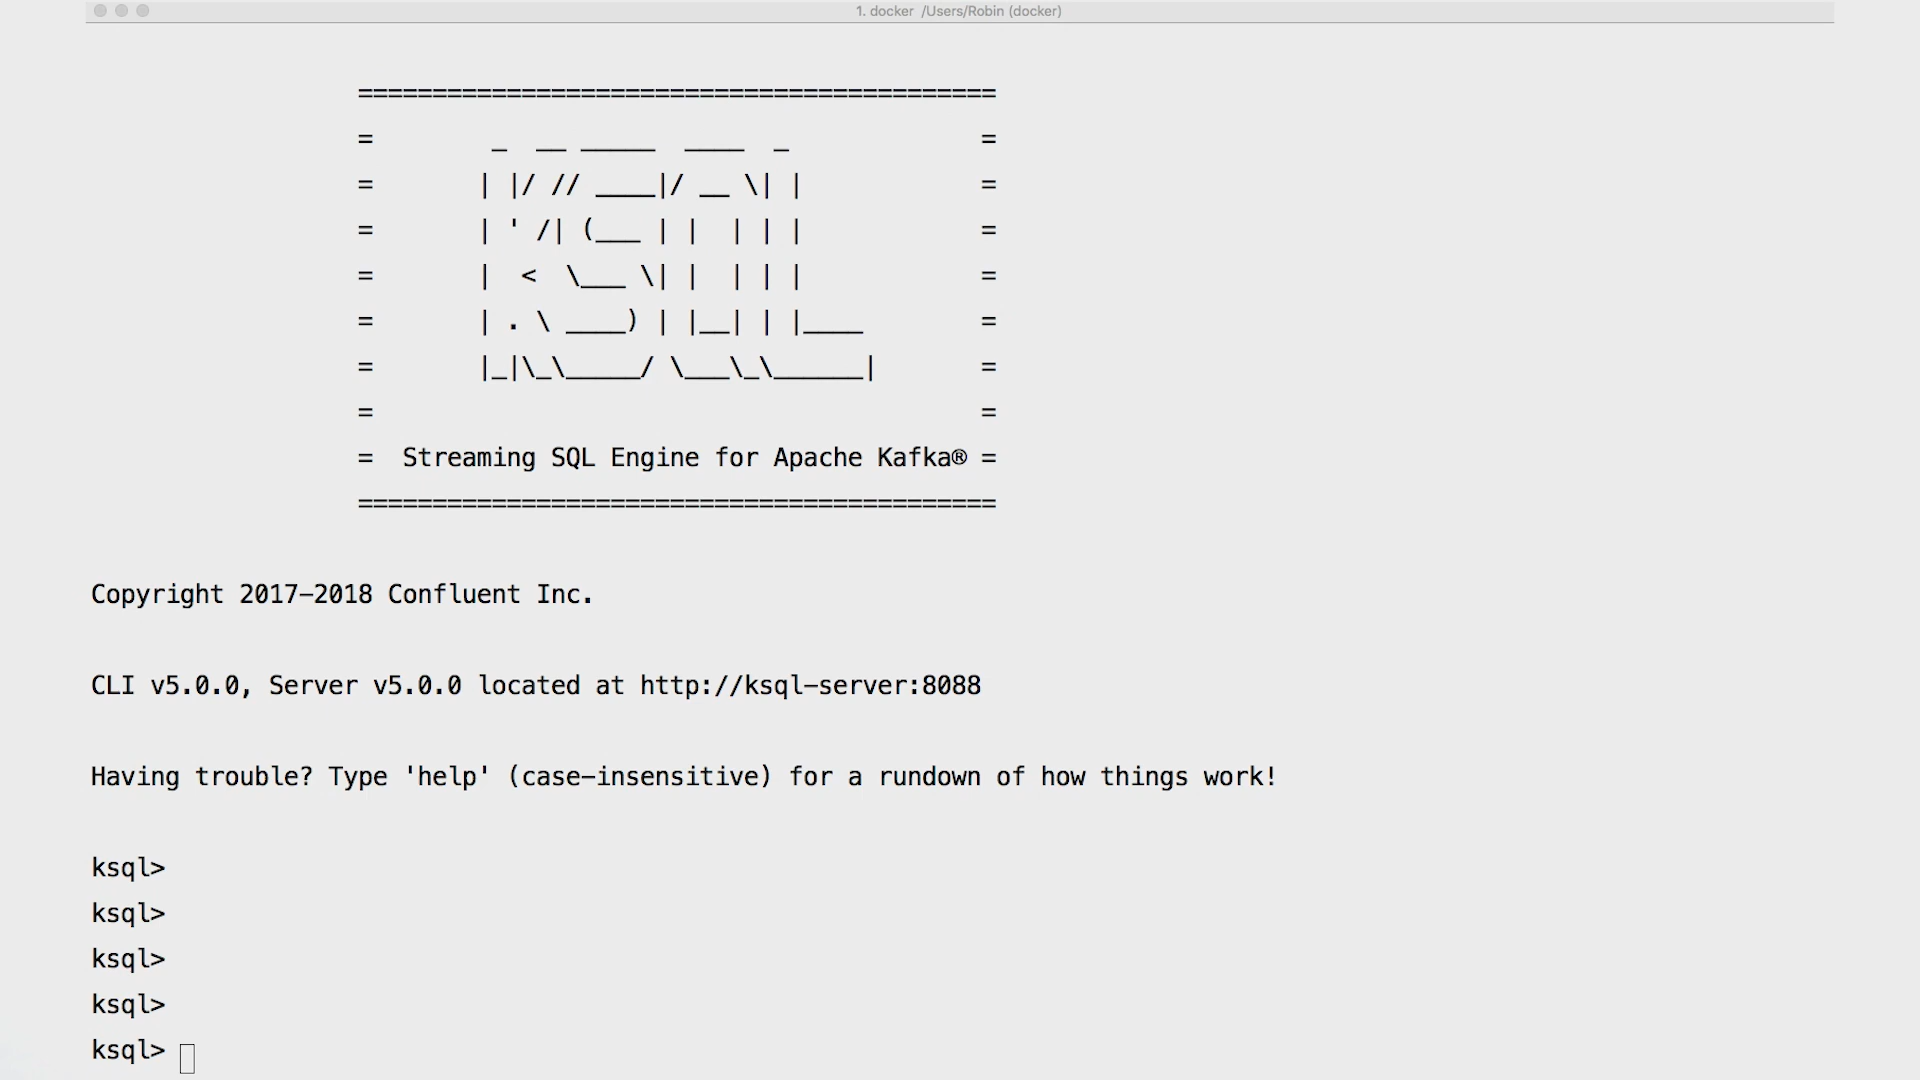 1. docker /Users/Robin (docker)
===========================================
=        _  __ _____  ____  _             =
=       | |/ // ____|/ __ \| |            =
=       | ' /| (___ | |  | | |            =
=       |  <  \___ \| |  | | |            =
=       | . \ ____) | |__| | |____        =
=       |_|\_\_____/ \___\_\______|       =
=                                         =
=  Streaming SQL Engine for Apache Kafka® =
===========================================
Copyright 2017-2018 Confluent Inc.
CLI v5.0.0, Server v5.0.0 located at http://ksql-server:8088
Having trouble? Type 'help' (case-insensitive) for a rundown of how things work!
ksql>
ksql>
ksql>
ksql>
ksql>